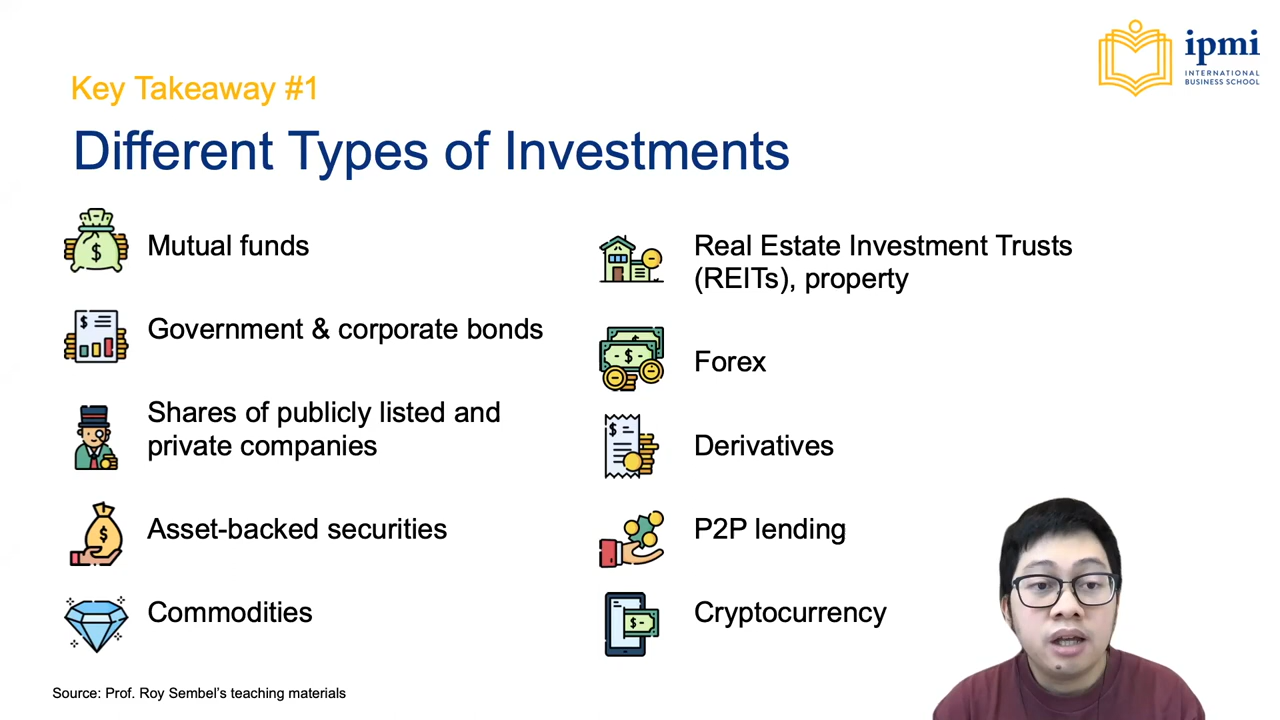 ipmi
INTERNATIONAL
BUSINESS SCHOOL
Key Takeaway #1
Different Types of Investments
Mutual funds
Government & corporate bonds
Shares of publicly listed and
private companies
Asset-backed securities
Commodities
Real Estate Investment Trusts
(REITs), property
Forex
Derivatives
P2P lending
Cryptocurrency
Source: Prof. Roy Sembel's teaching materials